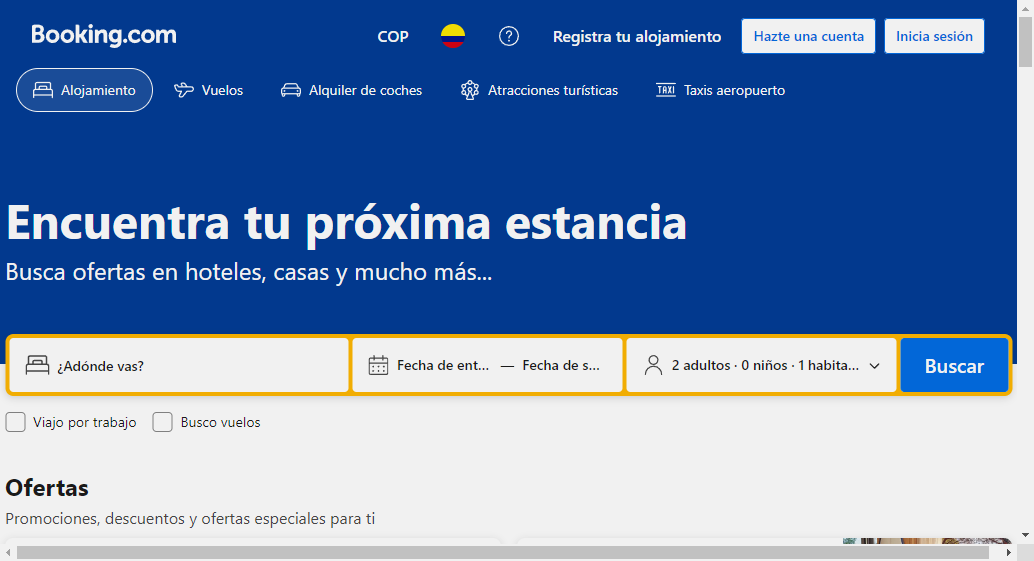 Booking.com
COP
Registra tu alojamiento
Hazte una cuenta
Inicia sesión
Alojamiento
Vuelos
Alquiler de coches
Atracciones turísticas
TAXI
Taxis aeropuerto
Encuentra tu próxima estancia
Busca ofertas en hoteles, casas y mucho más...
¿Adónde vas?
Fecha de ent... — Fecha de s...
2 adultos · 0 niños · 1 habita...
Buscar
Viajo por trabajo
Busco vuelos
Ofertas
Promociones, descuentos y ofertas especiales para ti